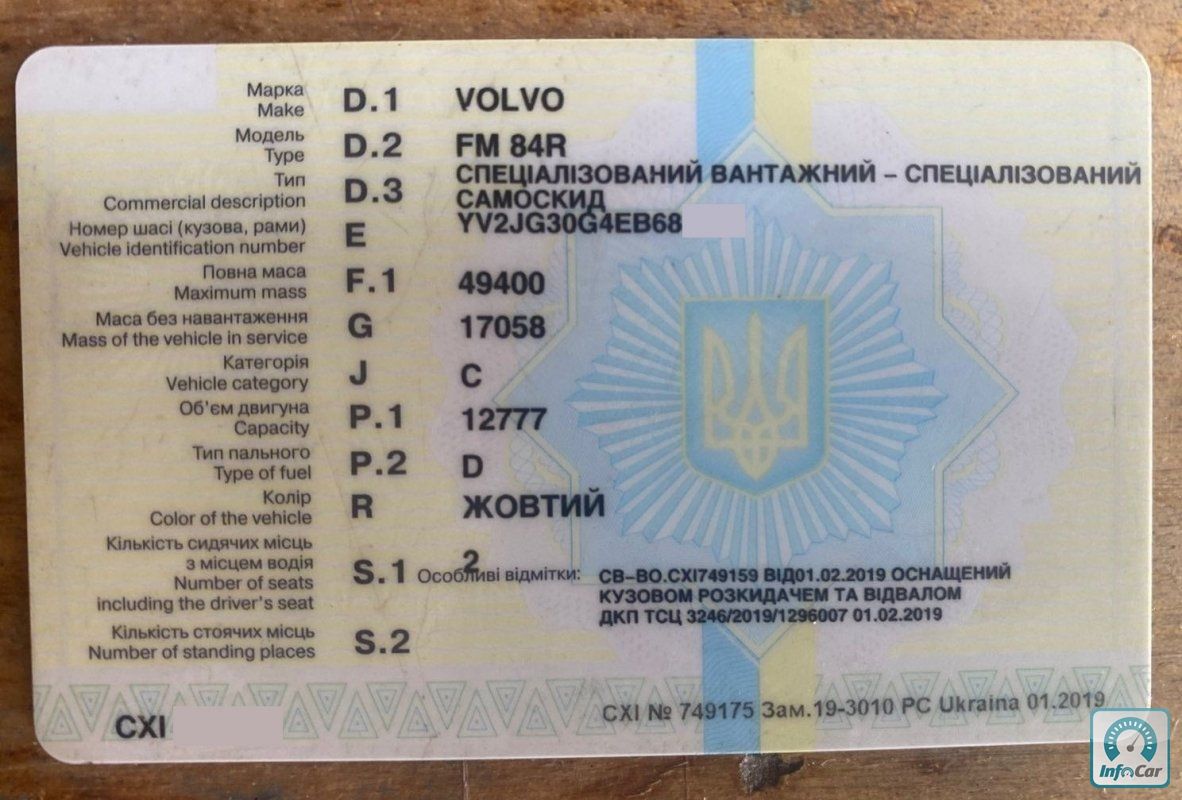 Марка
Make D.1 VOLVO
Модель
Type D.2 FM 84R
Тип
Commercial description D.3 СПЕЦІАЛІЗОВАНИЙ ВАНТАЖНИЙ – СПЕЦІАЛІЗОВАНИЙ
САМОСКИД
Номер шасі (кузова, рами)
Vehicle identification number E YV2JG30G4EB68
Повна маса
Maximum mass F.1 49400
Маса без навантаження
Mass of the vehicle in service G 17058
Категорія
Vehicle category J C
Об'єм двигуна
Capacity P.1 12777
Тип пального
Type of fuel P.2 D
Колір
Color of the vehicle R ЖОВТИЙ
Кількість сидячих місць
з місцем водія
Number of seats
including the driver's seat S.1 2
Особливі відмітки: СВ–ВО.СХІ749159 ВІД01.02.2019 ОСНАЩЕНИЙ
КУЗОВОМ РОЗКИДАЧЕМ ТА ВІДВАЛОМ
ДКП ТСЦ 3246/2019/1296007 01.02.2019
Кількість стоячих місць
Number of standing places S.2
СХІ
СХІ № 749175 Зам.19-3010 PC Ukraina 01.2019
InfoCar